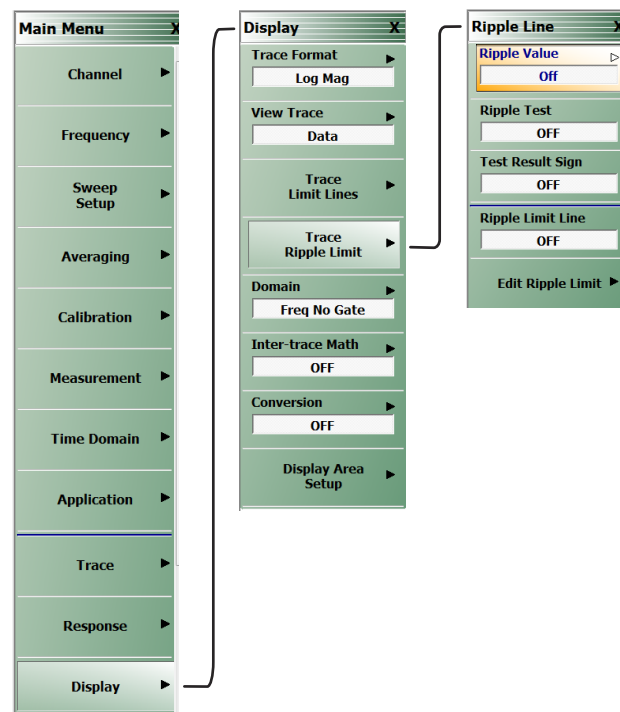 Main Menu X
Channel
Frequency
Sweep
Setup
Averaging
Calibration
Measurement
Time Domain
Application
Trace
Response
Display
Display X
Trace Format
Log Mag
View Trace
Data
Trace
Limit Lines
Trace
Ripple Limit
Domain
Freq No Gate
Inter-trace Math
OFF
Conversion
OFF
Display Area
Setup
Ripple Line X
Ripple Value
Off
Ripple Test
OFF
Test Result Sign
OFF
Ripple Limit Line
OFF
Edit Ripple Limit